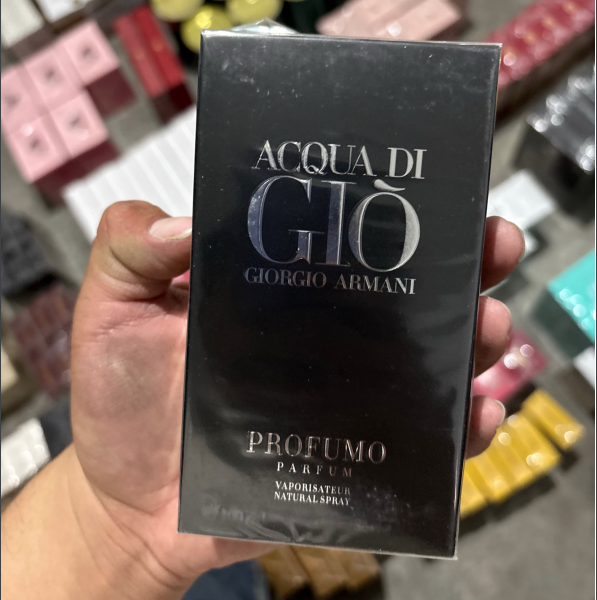 ACQUA DI
GIÒ
GIORGIO ARMANI
PROFUMO
PARFUM
VAPORISATEUR
NATURAL SPRAY